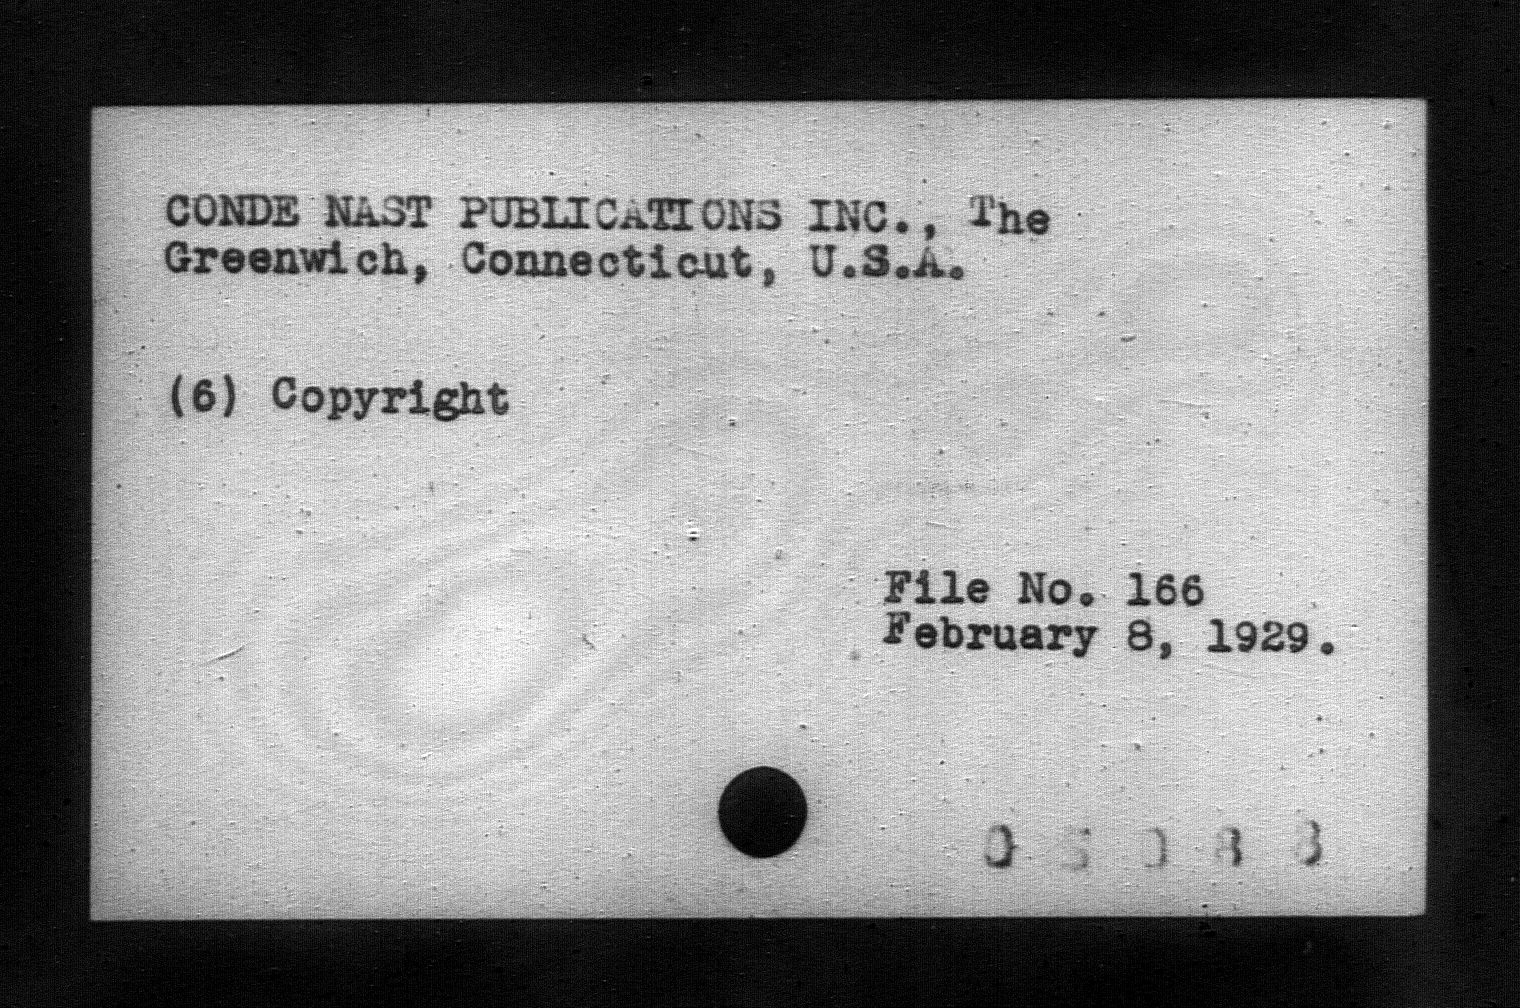 CONDE NAST PUBLICATIONS INC., The
Greenwich, Connecticut, U.S.A.
(6) Copyright
File No. 166
February 8, 1929.